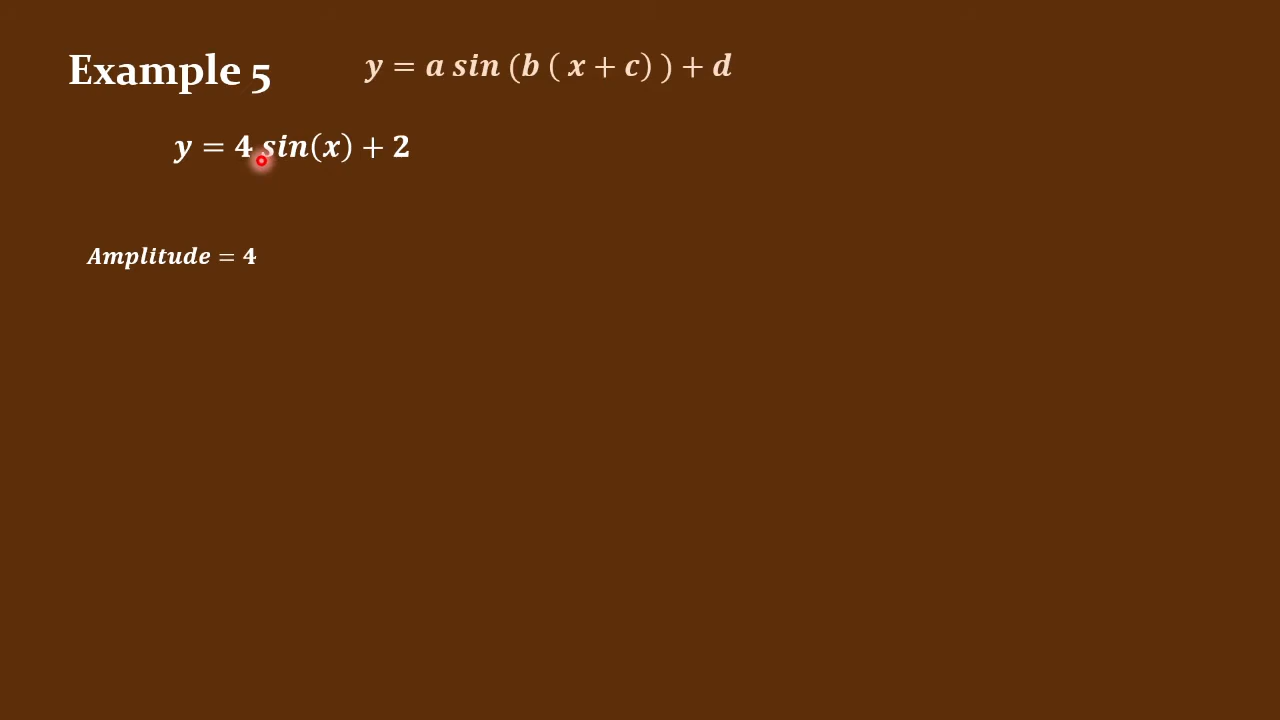 Example 5
y = a sin (b ( x + c) ) + d
y = 4 sin(x) + 2
Amplitude = 4